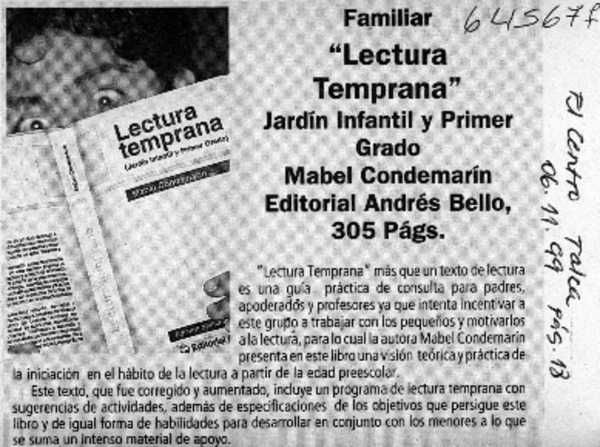 Familiar
64567f
"Lectura
Temprana"
Jardín Infantil y Primer
Grado
Mabel Condemarín
Editorial Andrés Bello,
305 Págs.
Lectura
temprana
(Jardín Infantil y Primer Grado)
Mabel Condemarín
"Lectura Temprana" más que un texto de lectura
es una guía práctica de consulta para padres,
apoderados y profesores ya que intenta incentivar a
este grupo a trabajar con los pequeños y motivarlos
a la lectura, para lo cual la autora Mabel Condemarín
presenta en este libro una visión teórica y práctica de
la iniciación en el hábito de la lectura a partir de la edad preescolar.
Este texto, que fue corregido y aumentado, incluye un programa de lectura temprana con
sugerencias de actividades, además de especificaciones de los objetivos que persigue este
libro y de igual forma de habilidades para desarrollar en conjunto con los menores a lo que
se suma un intenso material de apoyo.
El Centro Talca
06.11.99 pág. 13